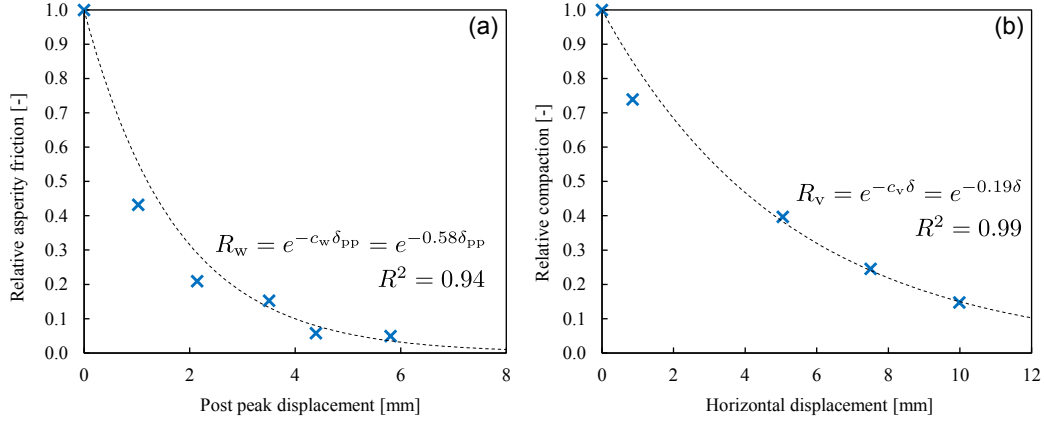 (a)
Relative asperity friction [-]
1.0
0.9
0.8
0.7
0.6
0.5
0.4
0.3
0.2
0.1
0.0
R_w = e^{-c_w δ_pp} = e^{-0.58δ_pp}
R² = 0.94
0 2 4 6 8
Post peak displacement [mm]
(b)
Relative compaction [-]
1.0
0.9
0.8
0.7
0.6
0.5
0.4
0.3
0.2
0.1
0.0
R_v = e^{-c_v δ} = e^{-0.19δ}
R² = 0.99
0 2 4 6 8 10 12
Horizontal displacement [mm]